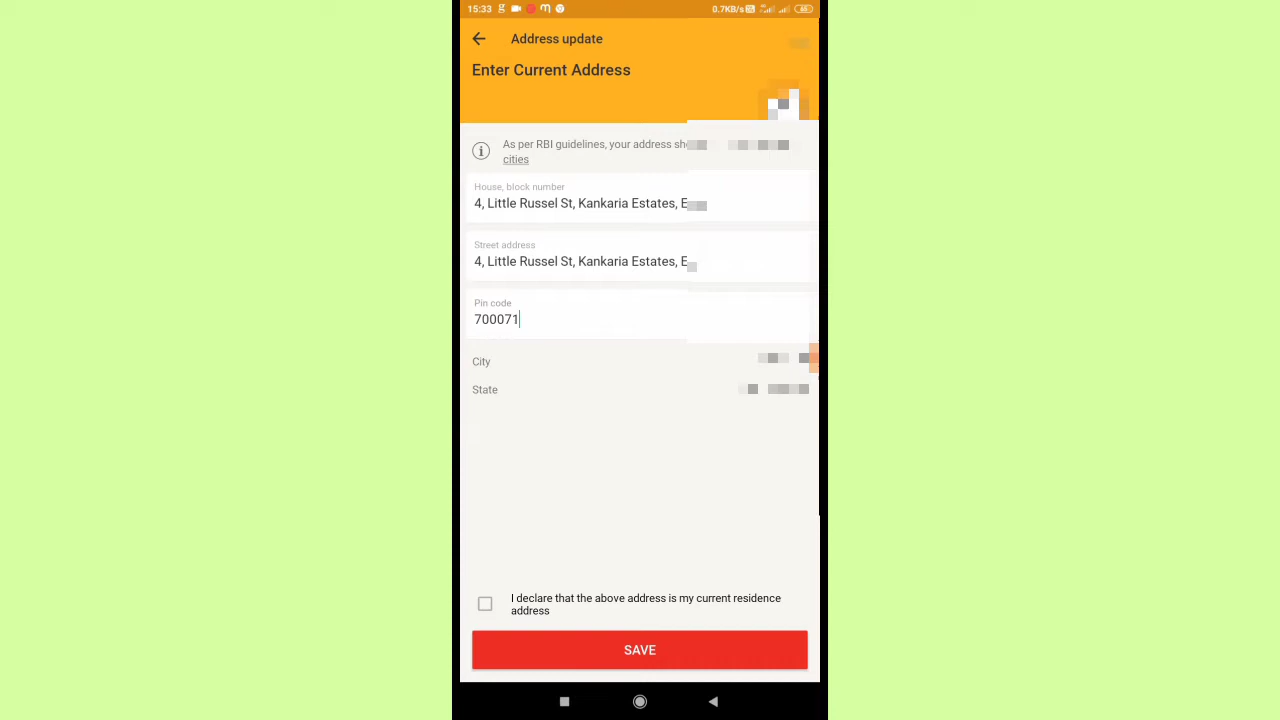 15:33 0.7KB/s
Address update
Enter Current Address
As per RBI guidelines, your address
cities
House, block number
4, Little Russel St, Kankaria Estates,
Street address
4, Little Russel St, Kankaria Estates,
Pin code
700071
City
State
I declare that the above address is my current residence
address
SAVE